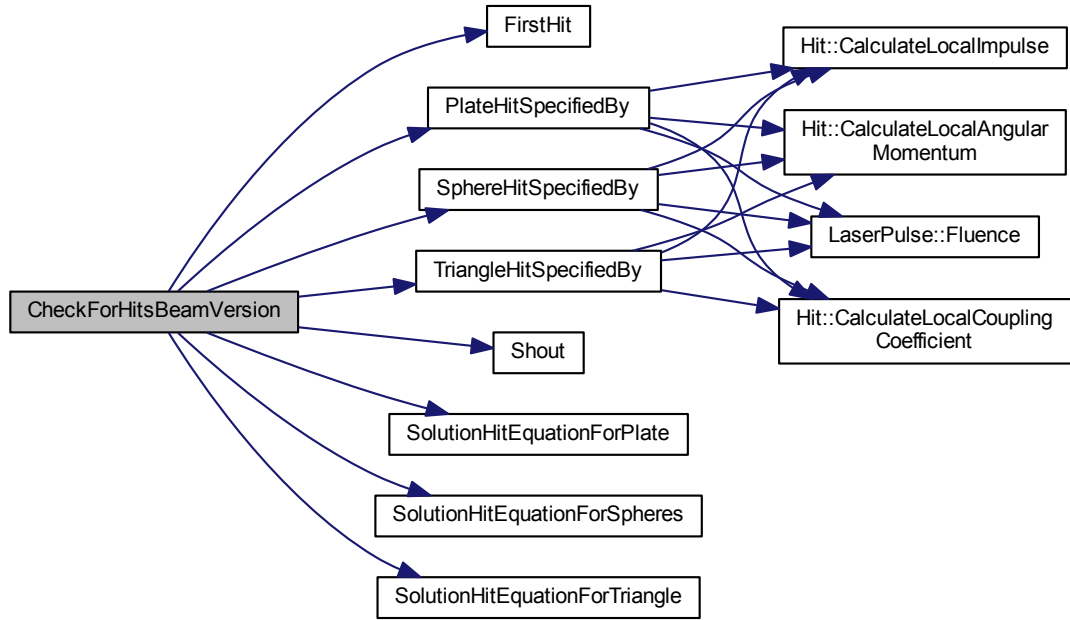 FirstHit
Hit::CalculateLocalImpulse
PlateHitSpecifiedBy
Hit::CalculateLocalAngular
Momentum
SphereHitSpecifiedBy
LaserPulse::Fluence
TriangleHitSpecifiedBy
CheckForHitsBeamVersion
Hit::CalculateLocalCoupling
Coefficient
Shout
SolutionHitEquationForPlate
SolutionHitEquationForSpheres
SolutionHitEquationForTriangle